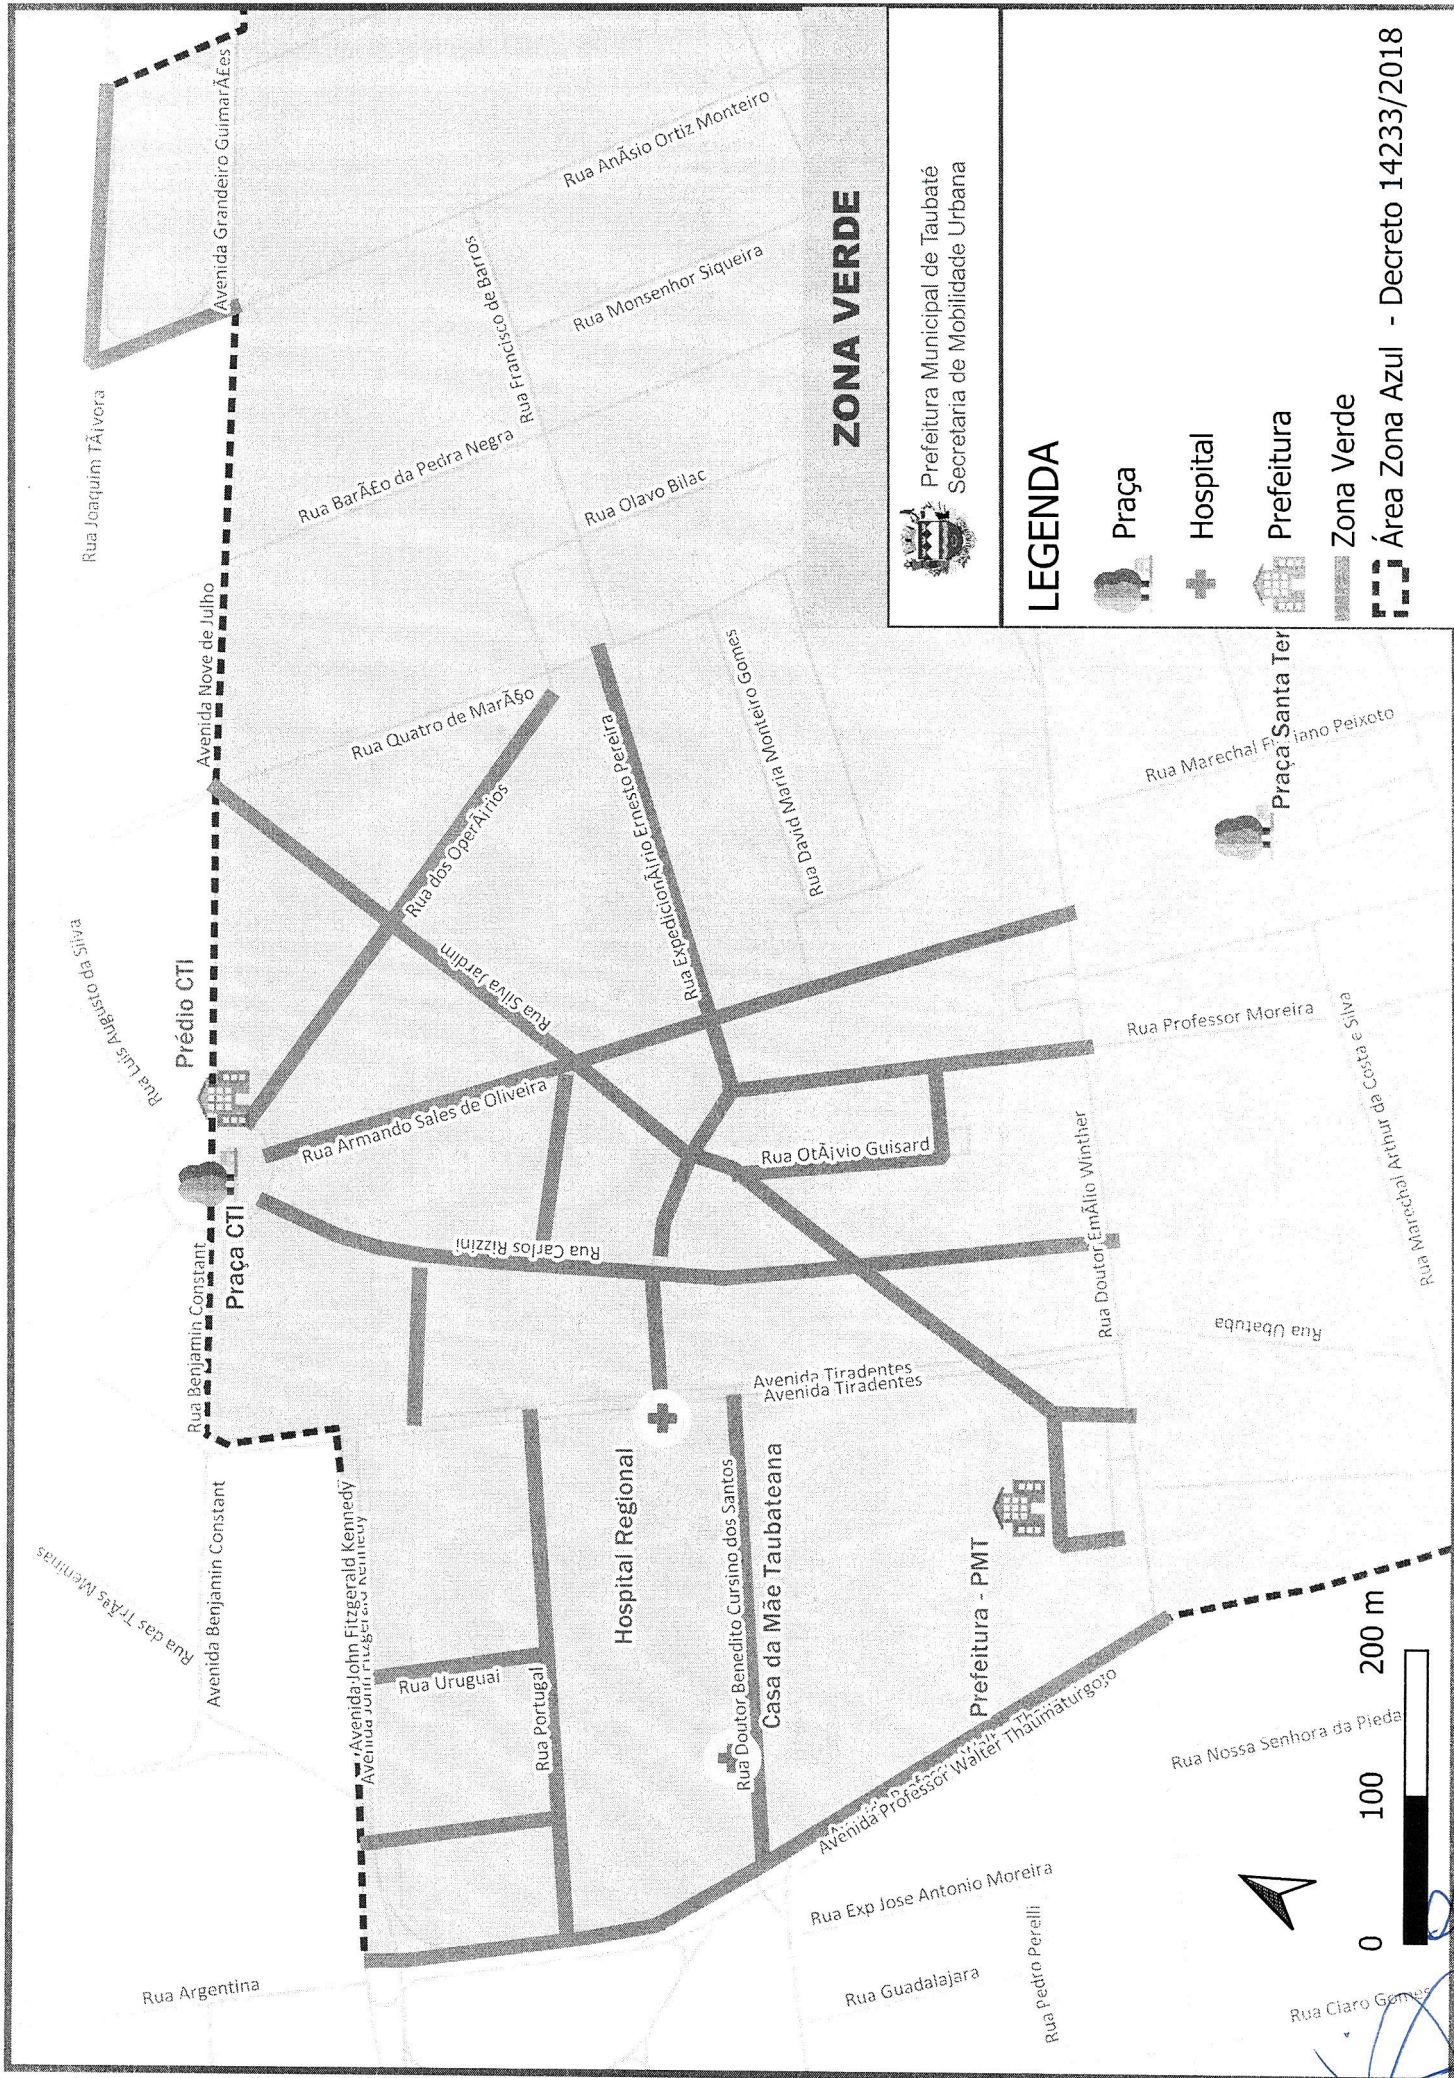 Rua Joaquim TÃ¡vora
Avenida Grandeiro GuimarÃ£es
Rua AnÃ­sio Ortiz Monteiro
Rua Monsenhor Siqueira
Rua Francisco de Barros
Rua BarÃ£o da Pedra Negra
Rua Olavo Bilac
Avenida Nove de Julho
Rua Quatro de MarÃ§o
Rua dos OperÃ¡rios
Rua Silva Jardim
Rua ExpedicionÃ¡rio Ernesto Pereira
Rua David Maria Monteiro Gomes
Rua Luis Augusto da Silva
Prédio CTI
Praça CTI
Rua Armando Sales de Oliveira
Rua Carlos Rizzini
Rua OtÃ¡vio Guisard
Rua Professor Moreira
Rua Doutor EmÃ­lio Winther
Rua Marechal Arthur da Costa e Silva
Rua Ubatuba
Rua Marechal Peixoto
Praça Santa Ter
Rua Benjamin Constant
Avenida Benjamin Constant
Rua das TrÃªs Meninas
Avenida John Fitzgerald Kennedy
Avenida John Fitzgerald Kennedy
Avenida Tiradentes
Avenida Tiradentes
Hospital Regional
Rua Doutor Benedito Cursino dos Santos
Casa da Mãe Taubateana
Prefeitura - PMT
Rua Uruguai
Rua Portugal
Avenida Professor Walter Thaumaturgo
Rua Nossa Senhora da Pieda
Rua Exp Jose Antonio Moreira
Rua Guadalajara
Rua Pedro Perelli
Rua Argentina
Rua Claro Gomes
0 100 200 m
ZONA VERDE
Prefeitura Municipal de Taubaté
Secretaria de Mobilidade Urbana
LEGENDA
Praça
Hospital
Prefeitura
Zona Verde
Área Zona Azul - Decreto 14233/2018